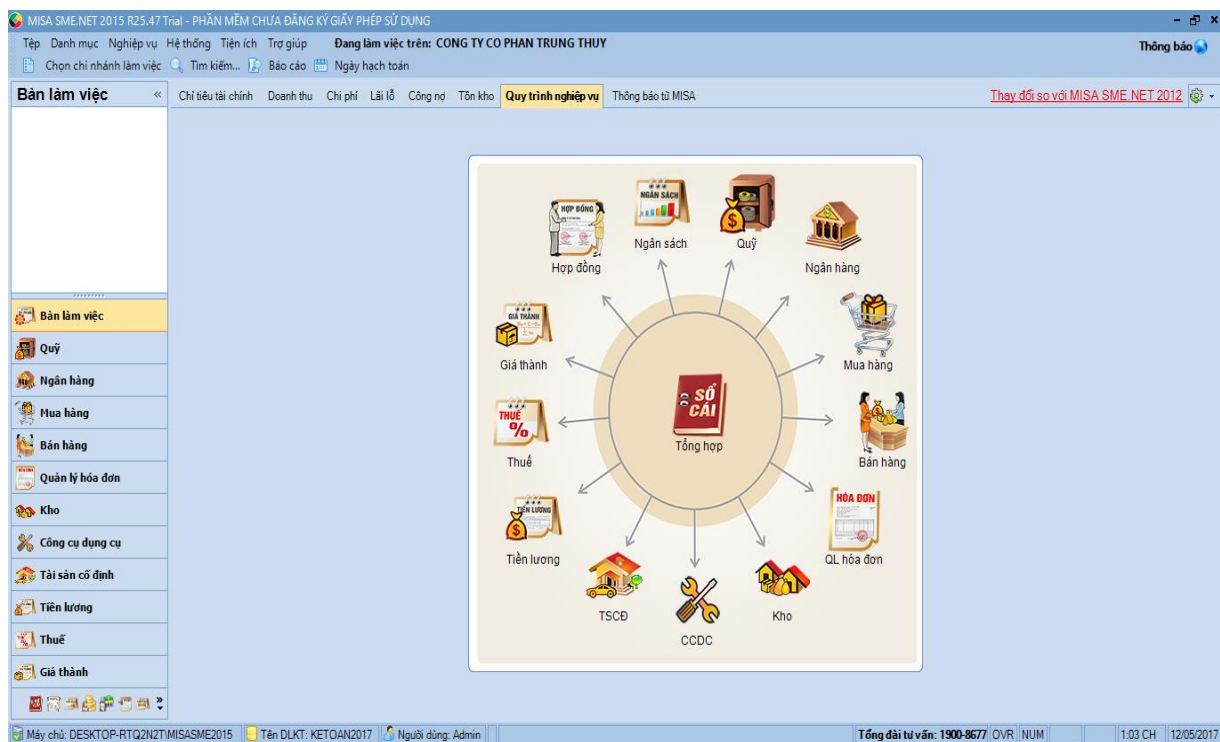 MISA SME.NET 2015 R25.47 Trial - PHẦN MỀM CHƯA ĐĂNG KÝ GIẤY PHÉP SỬ DỤNG
Tệp Danh mục Nghiệp vụ Hệ thống Tiện ích Trợ giúp Đang làm việc trên: CONG TY CO PHAN TRUNG THUY Thông báo
Chọn chi nhánh làm việc Tìm kiếm... Báo cáo Ngày hạch toán
Bàn làm việc « Chỉ tiêu tài chính Doanh thu Chi phí Lãi lỗ Công nợ Tồn kho Quy trình nghiệp vụ Thông báo từ MISA Thay đổi so với MISA SME.NET 2012
Bàn làm việc
Quỹ
Ngân hàng
Mua hàng
Bán hàng
Quản lý hóa đơn
Kho
Công cụ dụng cụ
Tài sản cố định
Tiền lương
Thuế
Giá thành
HỢP ĐỒNG
Hợp đồng
NGÂN SÁCH
Ngân sách
Quỹ
Ngân hàng
GIÁ THÀNH
Giá thành
Mua hàng
SỔ CÁI
Tổng hợp
THUẾ %
Thuế
Bán hàng
TIỀN LƯƠNG
Tiền lương
HÓA ĐƠN
QL hóa đơn
TSCĐ
CCDC
Kho
Máy chủ: DESKTOP-RTQ2N2T\MISASME2015 Tên DLKT: KETOAN2017 Người dùng: Admin Tổng đài tư vấn: 1900-8677 OVR NUM 1:03 CH 12/05/2017